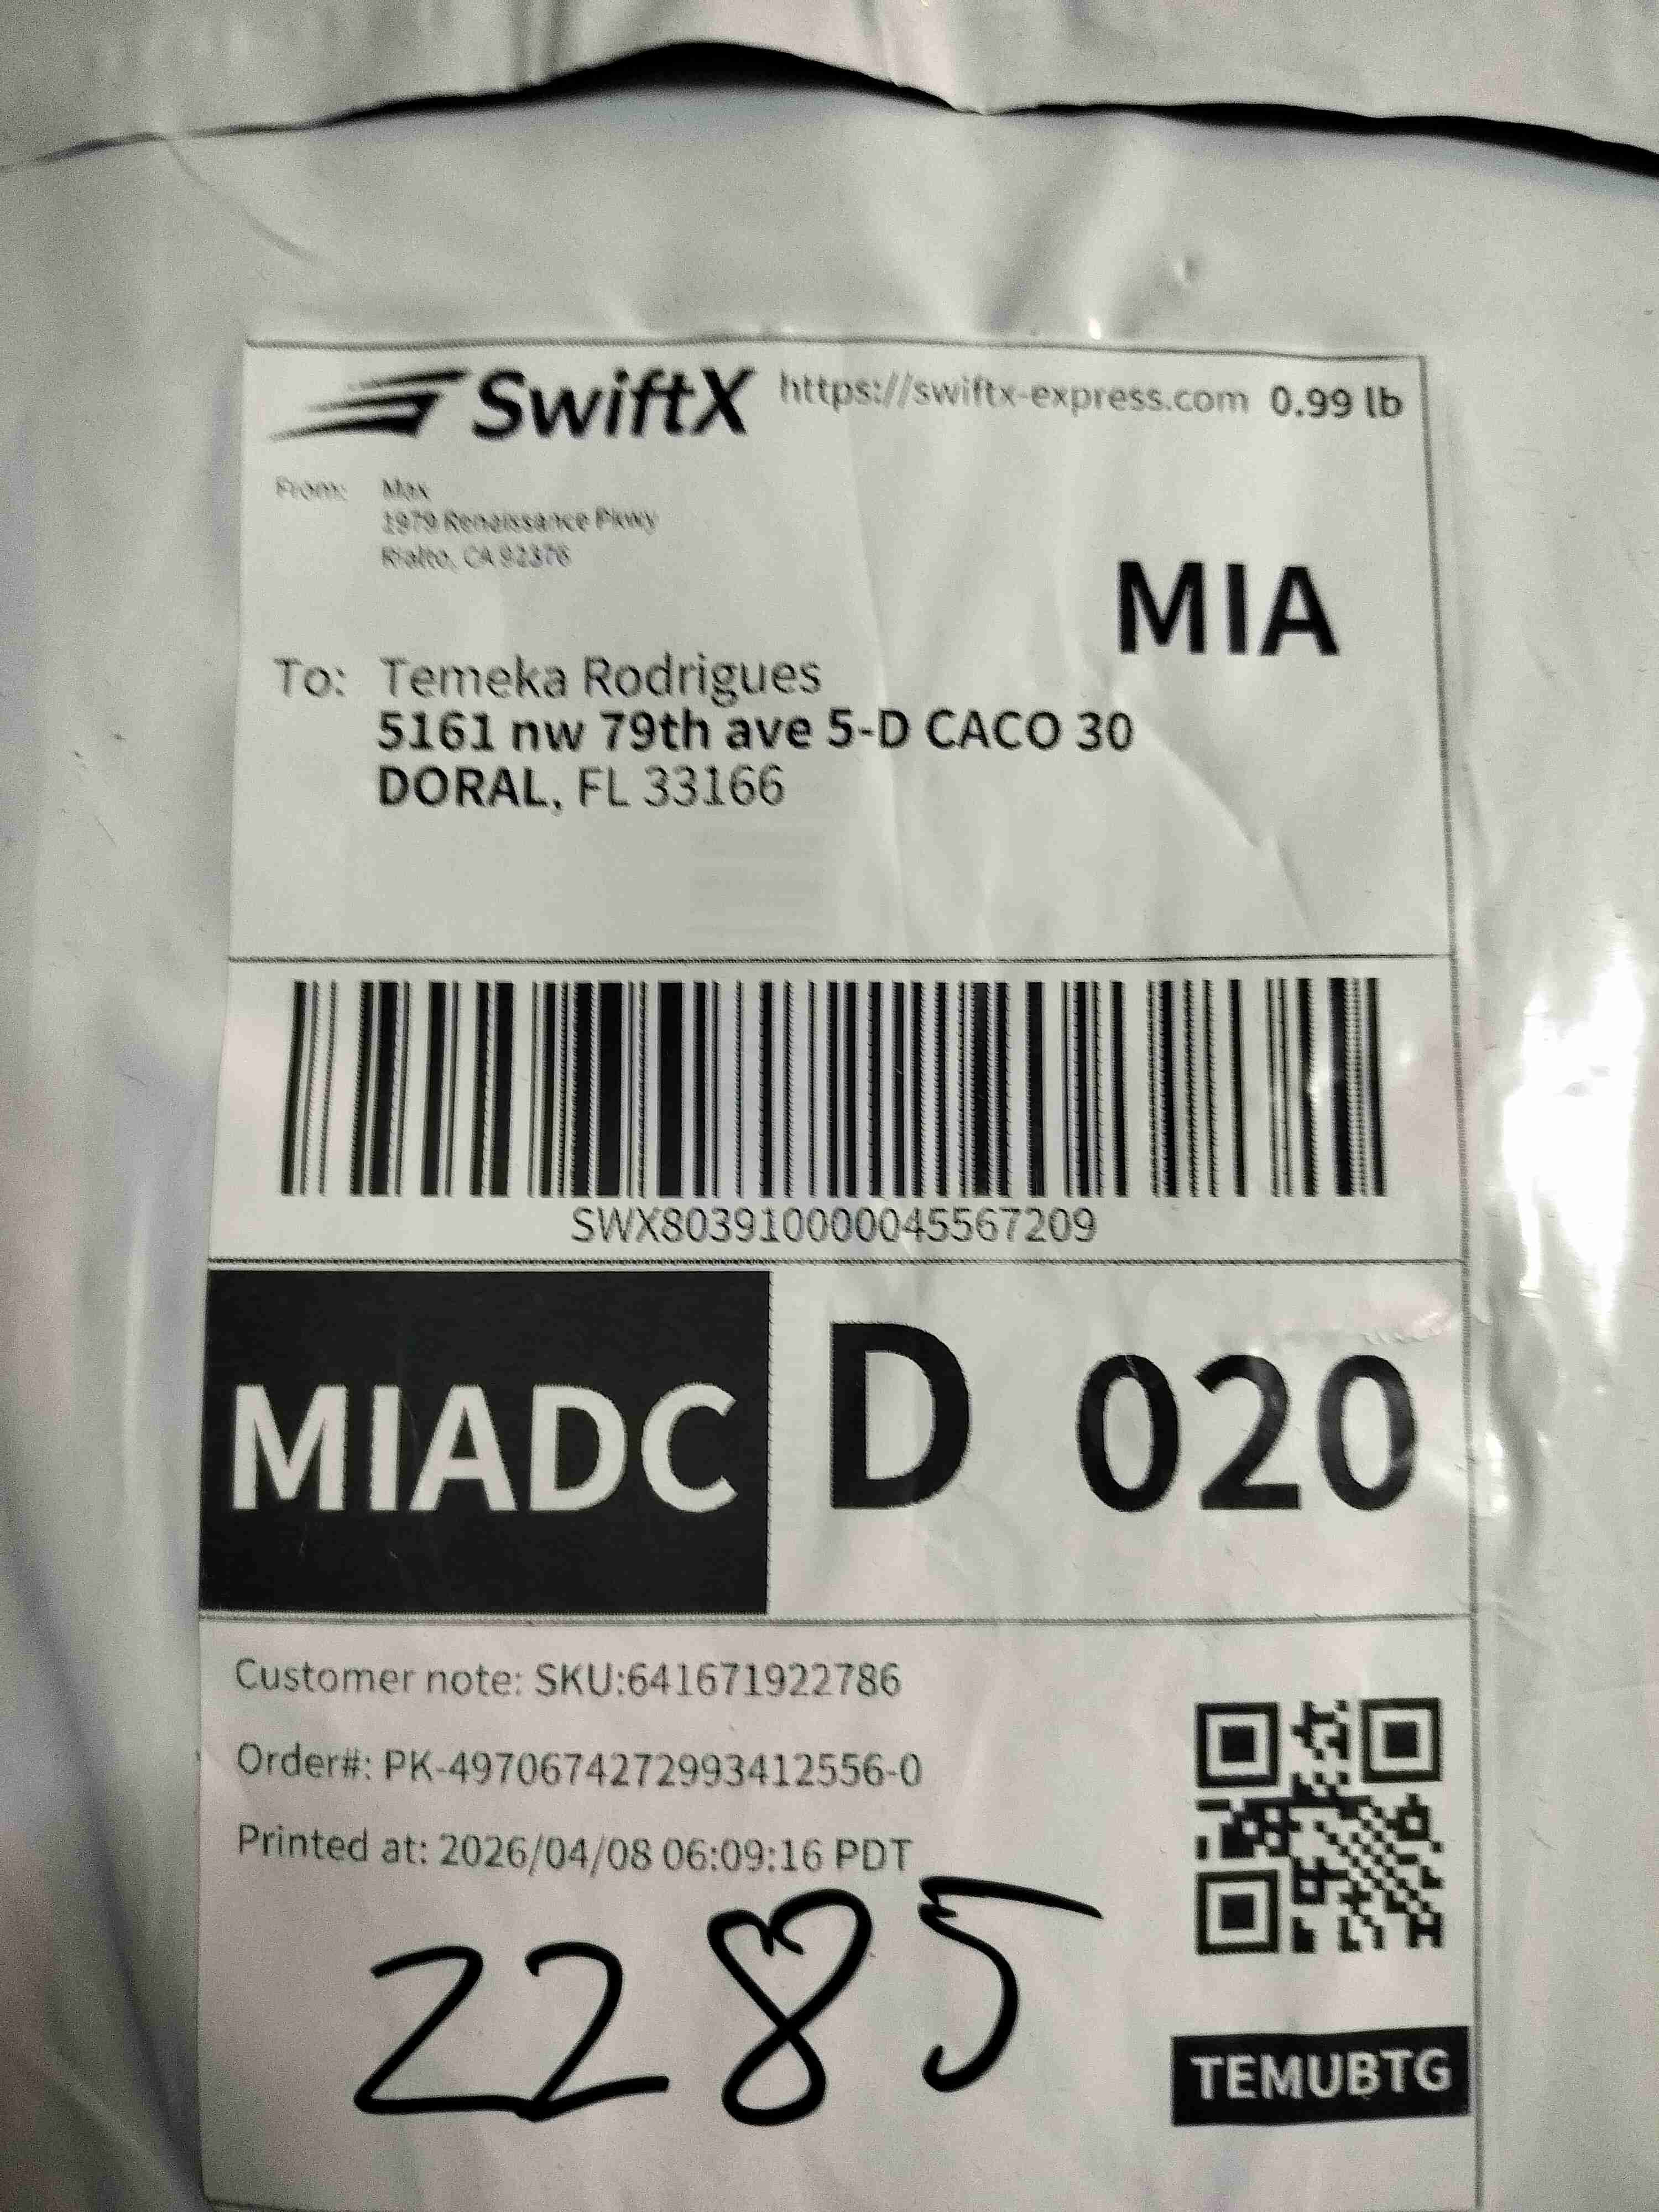 SwiftX https://swiftx-express.com 0.99 lb
From: Max
1979 Renaissance Pkwy
Rialto, CA 92376
MIA
To: Temeka Rodrigues
5161 nw 79th ave 5-D CACO 30
DORAL, FL 33166
SWX803910000045567209
MIADC D 020
Customer note: SKU:641671922786
Order#: PK-4970674272993412556-0
Printed at: 2026/04/08 06:09:16 PDT
2285
TEMUBTG